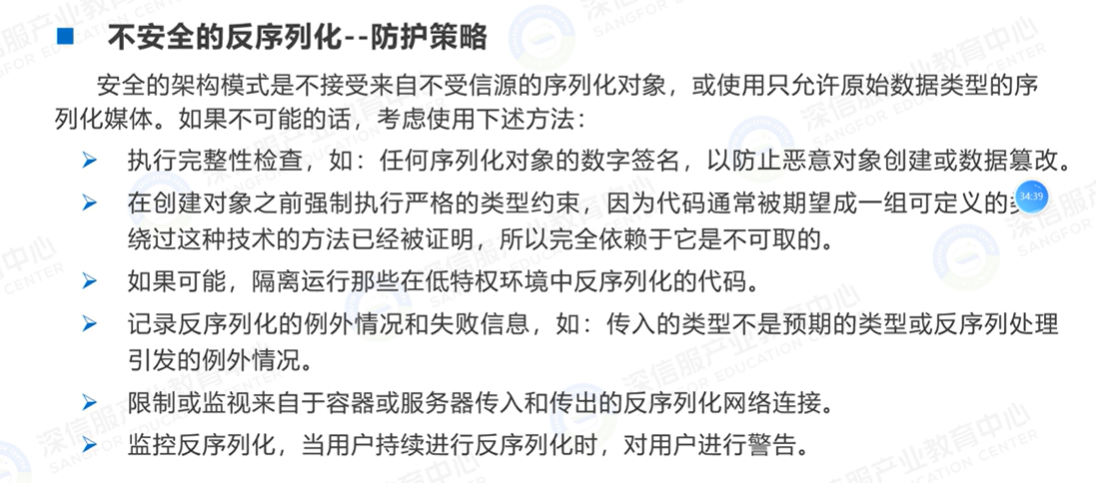 不安全的反序列化--防护策略
安全的架构模式是不接受来自不受信源的序列化对象，或使用只允许原始数据类型的序
列化媒体。如果不可能的话，考虑使用下述方法：
执行完整性检查，如：任何序列化对象的数字签名，以防止恶意对象创建或数据篡改。
在创建对象之前强制执行严格的类型约束，因为代码通常被期望成一组可定义的
34:39
绕过这种技术的方法已经被证明，所以完全依赖于它是不可取的。
如果可能，隔离运行那些在低特权环境中反序列化的代码。
记录反序列化的例外情况和失败信息，如：传入的类型不是预期的类型或反序列处理
引发的例外情况。
限制或监视来自于容器或服务器传入和传出的反序列化网络连接。
监控反序列化，当用户持续进行反序列化时，对用户进行警告。
深信服产业教育中心
SANGFOR EDUCATION CENTER